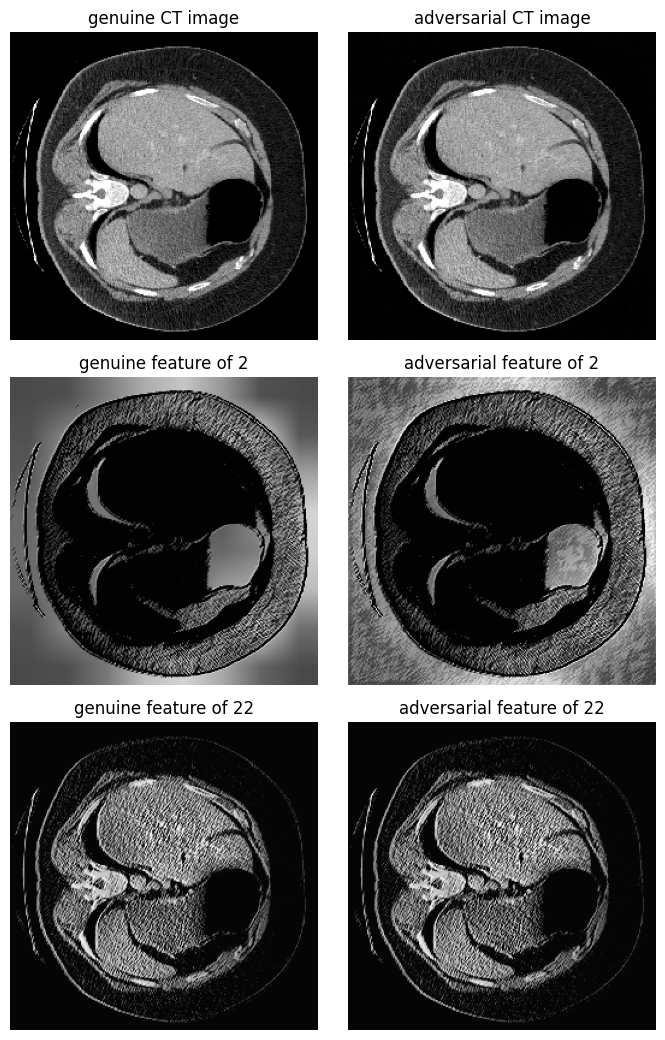 genuine CT image
adversarial CT image
genuine feature of 2
adversarial feature of 2
genuine feature of 22
adversarial feature of 22